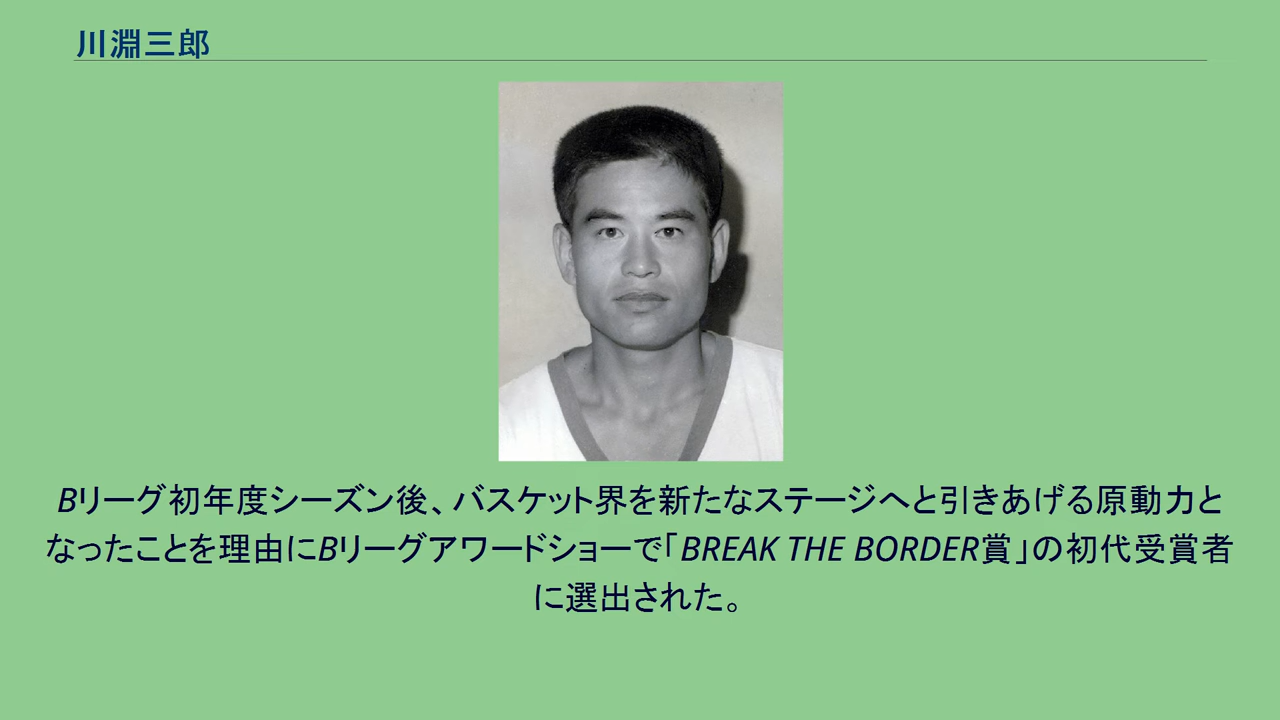 川淵三郎
Bリーグ初年度シーズン後、バスケット界を新たなステージへと引きあげる原動力と
なったことを理由にBリーグアワードショーで「BREAK THE BORDER賞」の初代受賞者
に選出された。